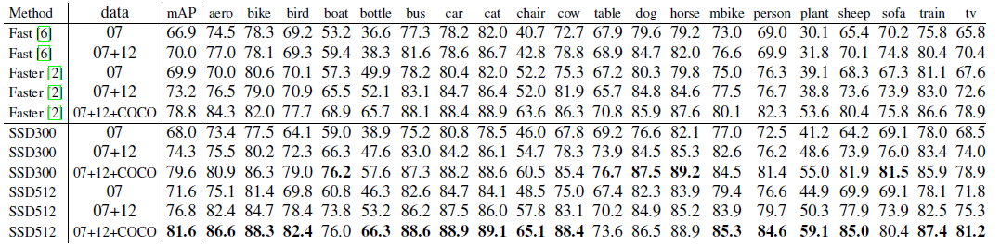 Method data mAP aero bike bird boat bottle bus car cat chair cow table dog horse mbike person plant sheep sofa train tv
Fast [6] 07 66.9 74.5 78.3 69.2 53.2 36.6 77.3 78.2 82.0 40.7 72.7 67.9 79.6 79.2 73.0 69.0 30.1 65.4 70.2 75.8 65.8
Fast [6] 07+12 70.0 77.0 78.1 69.3 59.4 38.3 81.6 78.6 86.7 42.8 78.8 68.9 84.7 82.0 76.6 69.9 31.8 70.1 74.8 80.4 70.4
Faster [2] 07 69.9 70.0 80.6 70.1 57.3 49.9 78.2 80.4 82.0 52.2 75.3 67.2 80.3 79.8 75.0 76.3 39.1 68.3 67.3 81.1 67.6
Faster [2] 07+12 73.2 76.5 79.0 70.9 65.5 52.1 83.1 84.7 86.4 52.0 81.9 65.7 84.8 84.6 77.5 76.7 38.8 73.6 73.9 83.0 72.6
Faster [2] 07+12+COCO 78.8 84.3 82.0 77.7 68.9 65.7 88.1 88.4 88.9 63.6 86.3 70.8 85.9 87.6 80.1 82.3 53.6 80.4 75.8 86.6 78.9
SSD300 07 68.0 73.4 77.5 64.1 59.0 38.9 75.2 80.8 78.5 46.0 67.8 69.2 76.6 82.1 77.0 72.5 41.2 64.2 69.1 78.0 68.5
SSD300 07+12 74.3 75.5 80.2 72.3 66.3 47.6 83.0 84.2 86.1 54.7 78.3 73.9 84.5 85.3 82.6 76.2 48.6 73.9 76.0 83.4 74.0
SSD300 07+12+COCO 79.6 80.9 86.3 79.0 76.2 57.6 87.3 88.2 88.6 60.5 85.4 76.7 87.5 89.2 84.5 81.4 55.0 81.9 81.5 85.9 78.9
SSD512 07 71.6 75.1 81.4 69.8 60.8 46.3 82.6 84.7 84.1 48.5 75.0 67.4 82.3 83.9 79.4 76.6 44.9 69.9 69.1 78.1 71.8
SSD512 07+12 76.8 82.4 84.7 78.4 73.8 53.2 86.2 87.5 86.0 57.8 83.1 70.2 84.9 85.2 83.9 79.7 50.3 77.9 73.9 82.5 75.3
SSD512 07+12+COCO 81.6 86.6 88.3 82.4 76.0 66.3 88.6 88.9 89.1 65.1 88.4 73.6 86.5 88.9 85.3 84.6 59.1 85.0 80.4 87.4 81.2